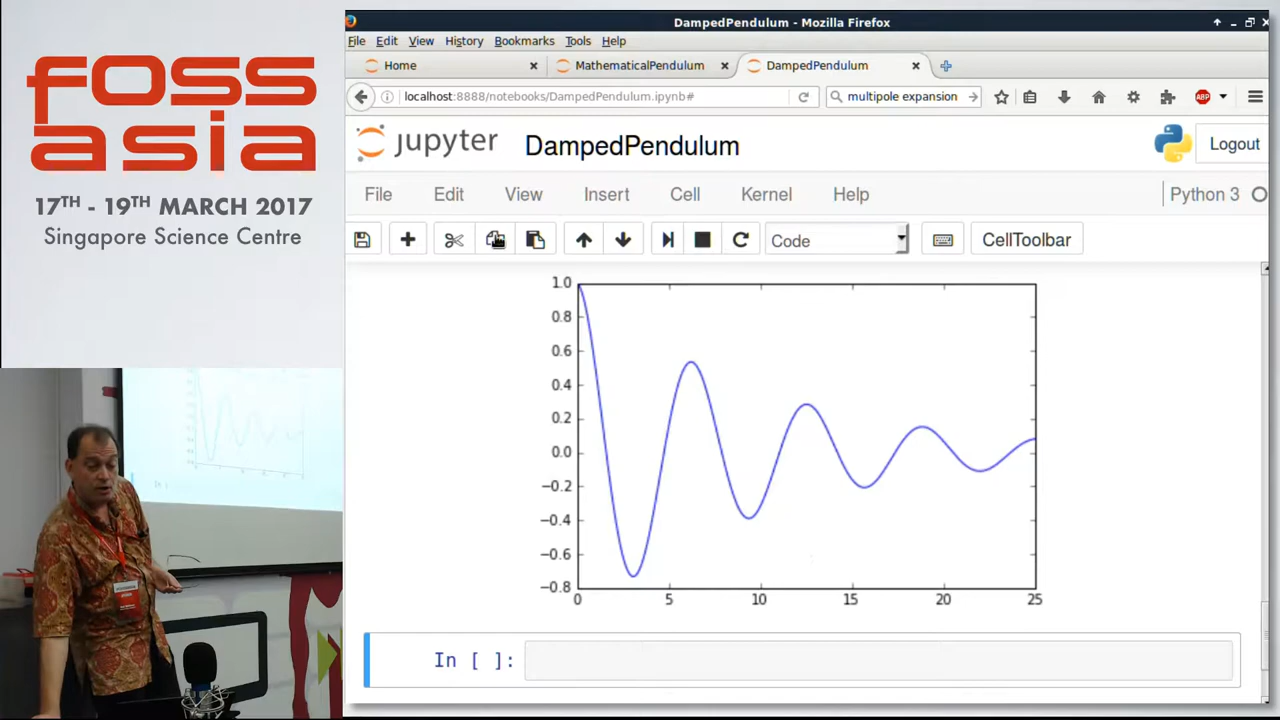 foss
asia
17TH - 19TH MARCH 2017
Singapore Science Centre
DampedPendulum - Mozilla Firefox
File Edit View History Bookmarks Tools Help
Home MathematicalPendulum DampedPendulum
localhost:8888/notebooks/DampedPendulum.ipynb# multipole expansion ABP
jupyter DampedPendulum Logout
File Edit View Insert Cell Kernel Help Python 3
Code CellToolbar
1.0
0.8
0.6
0.4
0.2
0.0
−0.2
−0.4
−0.6
−0.8
0 5 10 15 20 25
In [ ]: